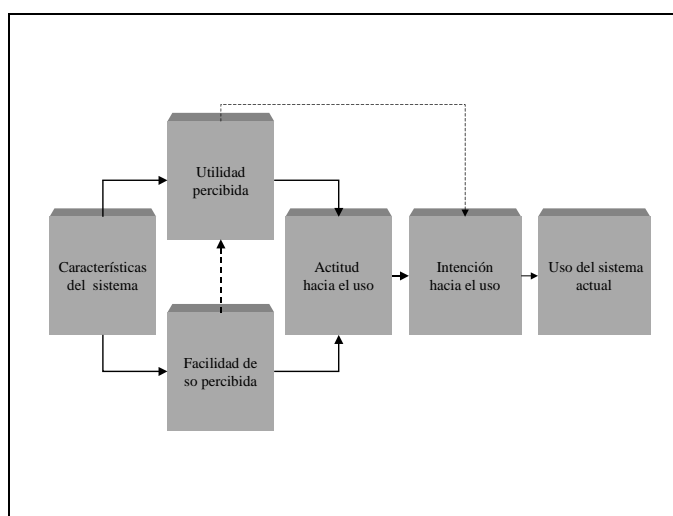 Utilidad
percibida
Características
del sistema
Actitud
hacia el uso
Intención
hacia el uso
Uso del sistema
actual
Facilidad de
so percibida